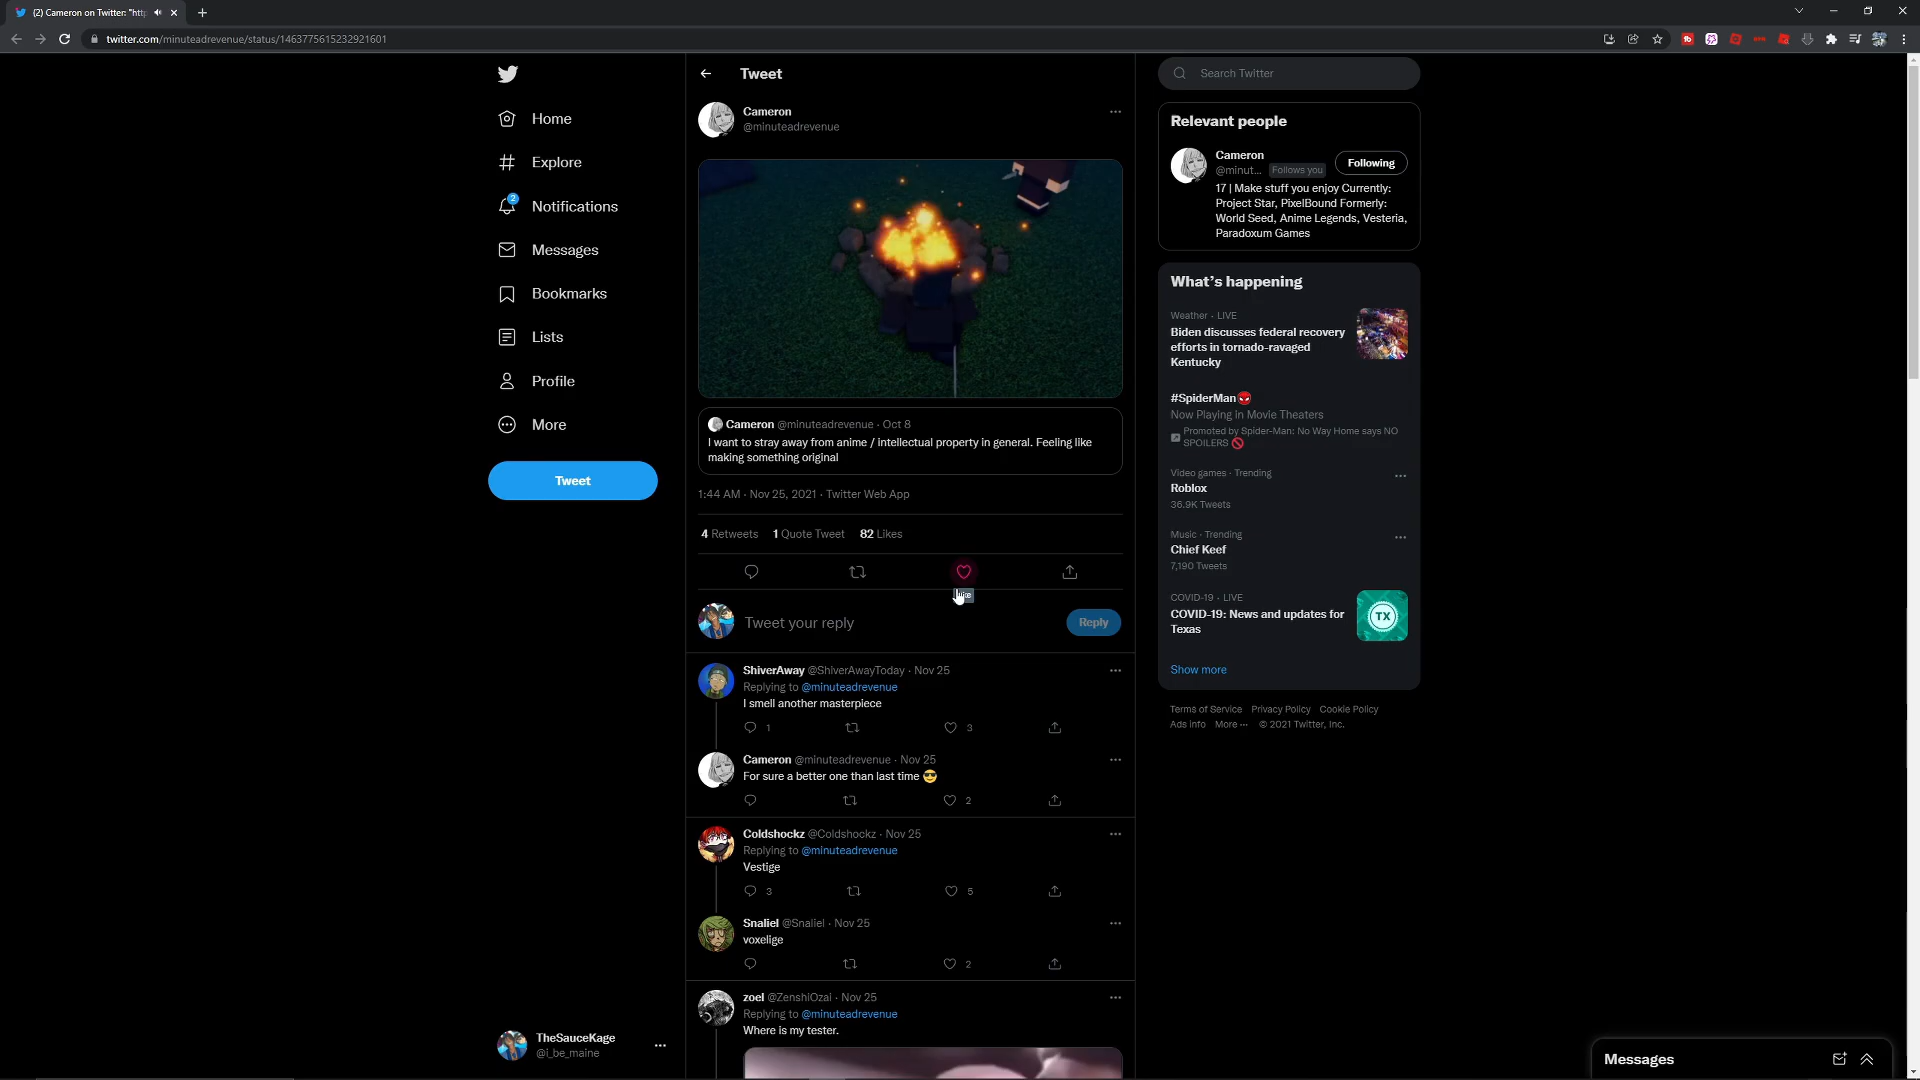 (2) Cameron on Twitter: "http
twitter.com/minuteadrevenue/status/1463775615232921601
Home
Explore
2
Notifications
Messages
Bookmarks
Lists
Profile
More
Tweet
TheSauceKage
@i_be_maine
Tweet
Cameron
@minuteadrevenue
Cameron @minuteadrevenue · Oct 8
I want to stray away from anime / intellectual property in general. Feeling like
making something original
1:44 AM · Nov 25, 2021 · Twitter Web App
4 Retweets 1 Quote Tweet 82 Likes
Tweet your reply
Reply
ShiverAway @ShiverAwayToday · Nov 25
Replying to @minuteadrevenue
I smell another masterpiece
1 3
Cameron @minuteadrevenue · Nov 25
For sure a better one than last time 😎
2
Coldshockz @Coldshockz · Nov 25
Replying to @minuteadrevenue
Vestige
3 5
Snaliel @Snaliel · Nov 25
voxelige
2
zoel @ZenshiOzai · Nov 25
Replying to @minuteadrevenue
Where is my tester.
Search Twitter
Relevant people
Cameron
@minut... Follows you
Following
17 | Make stuff you enjoy Currently:
Project Star, PixelBound Formerly:
World Seed, Anime Legends, Vesteria,
Paradoxum Games
What's happening
Weather · LIVE
Biden discusses federal recovery
efforts in tornado-ravaged
Kentucky
#SpiderMan
Now Playing in Movie Theaters
Promoted by Spider-Man: No Way Home says NO
SPOILERS 🚫
Video games · Trending
Roblox
36.9K Tweets
Music · Trending
Chief Keef
7,190 Tweets
COVID-19 · LIVE
COVID-19: News and updates for
Texas
TX
Show more
Terms of Service Privacy Policy Cookie Policy
Ads info More ··· © 2021 Twitter, Inc.
Messages